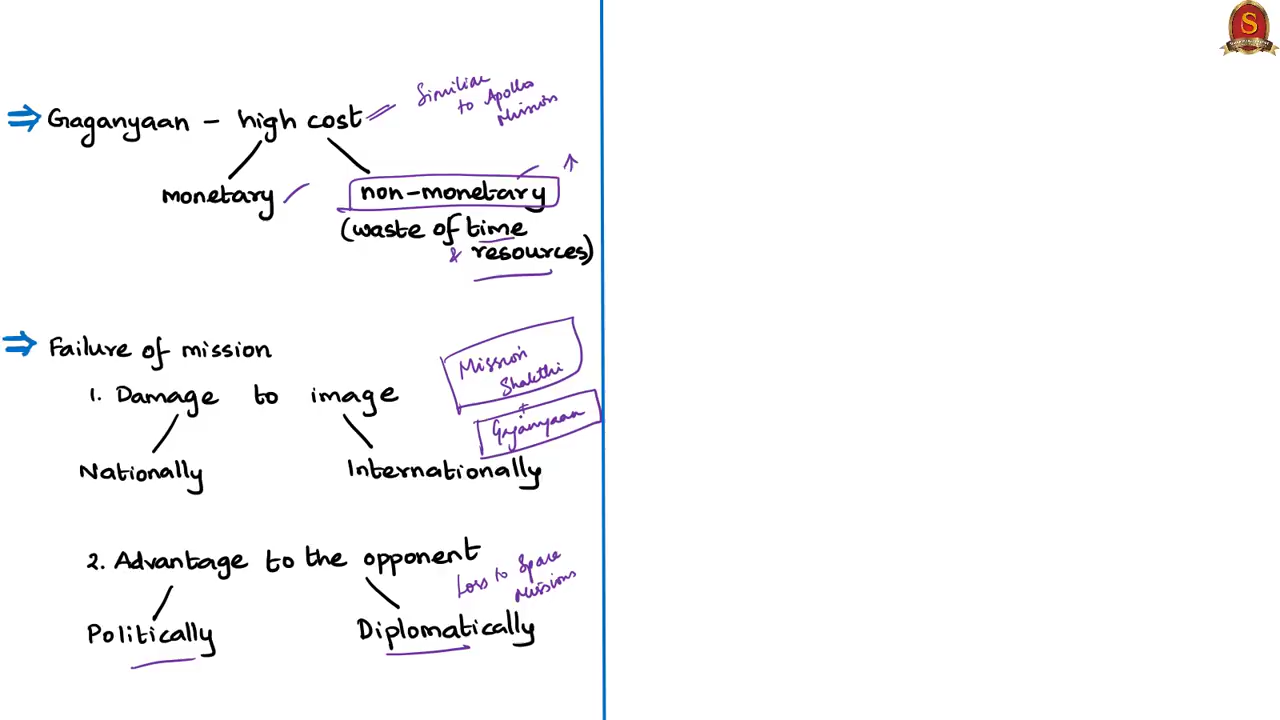 Similiar
to Apollo
Mission
Gaganyaan - high cost
monetary
non-monetary
(waste of time
& resources)
Failure of mission
Mission
Shakthi
+
Gaganyaan
1. Damage to image
Nationally
Internationally
2. Advantage to the opponent
Loss to Space
Missions
Politically
Diplomatically
S